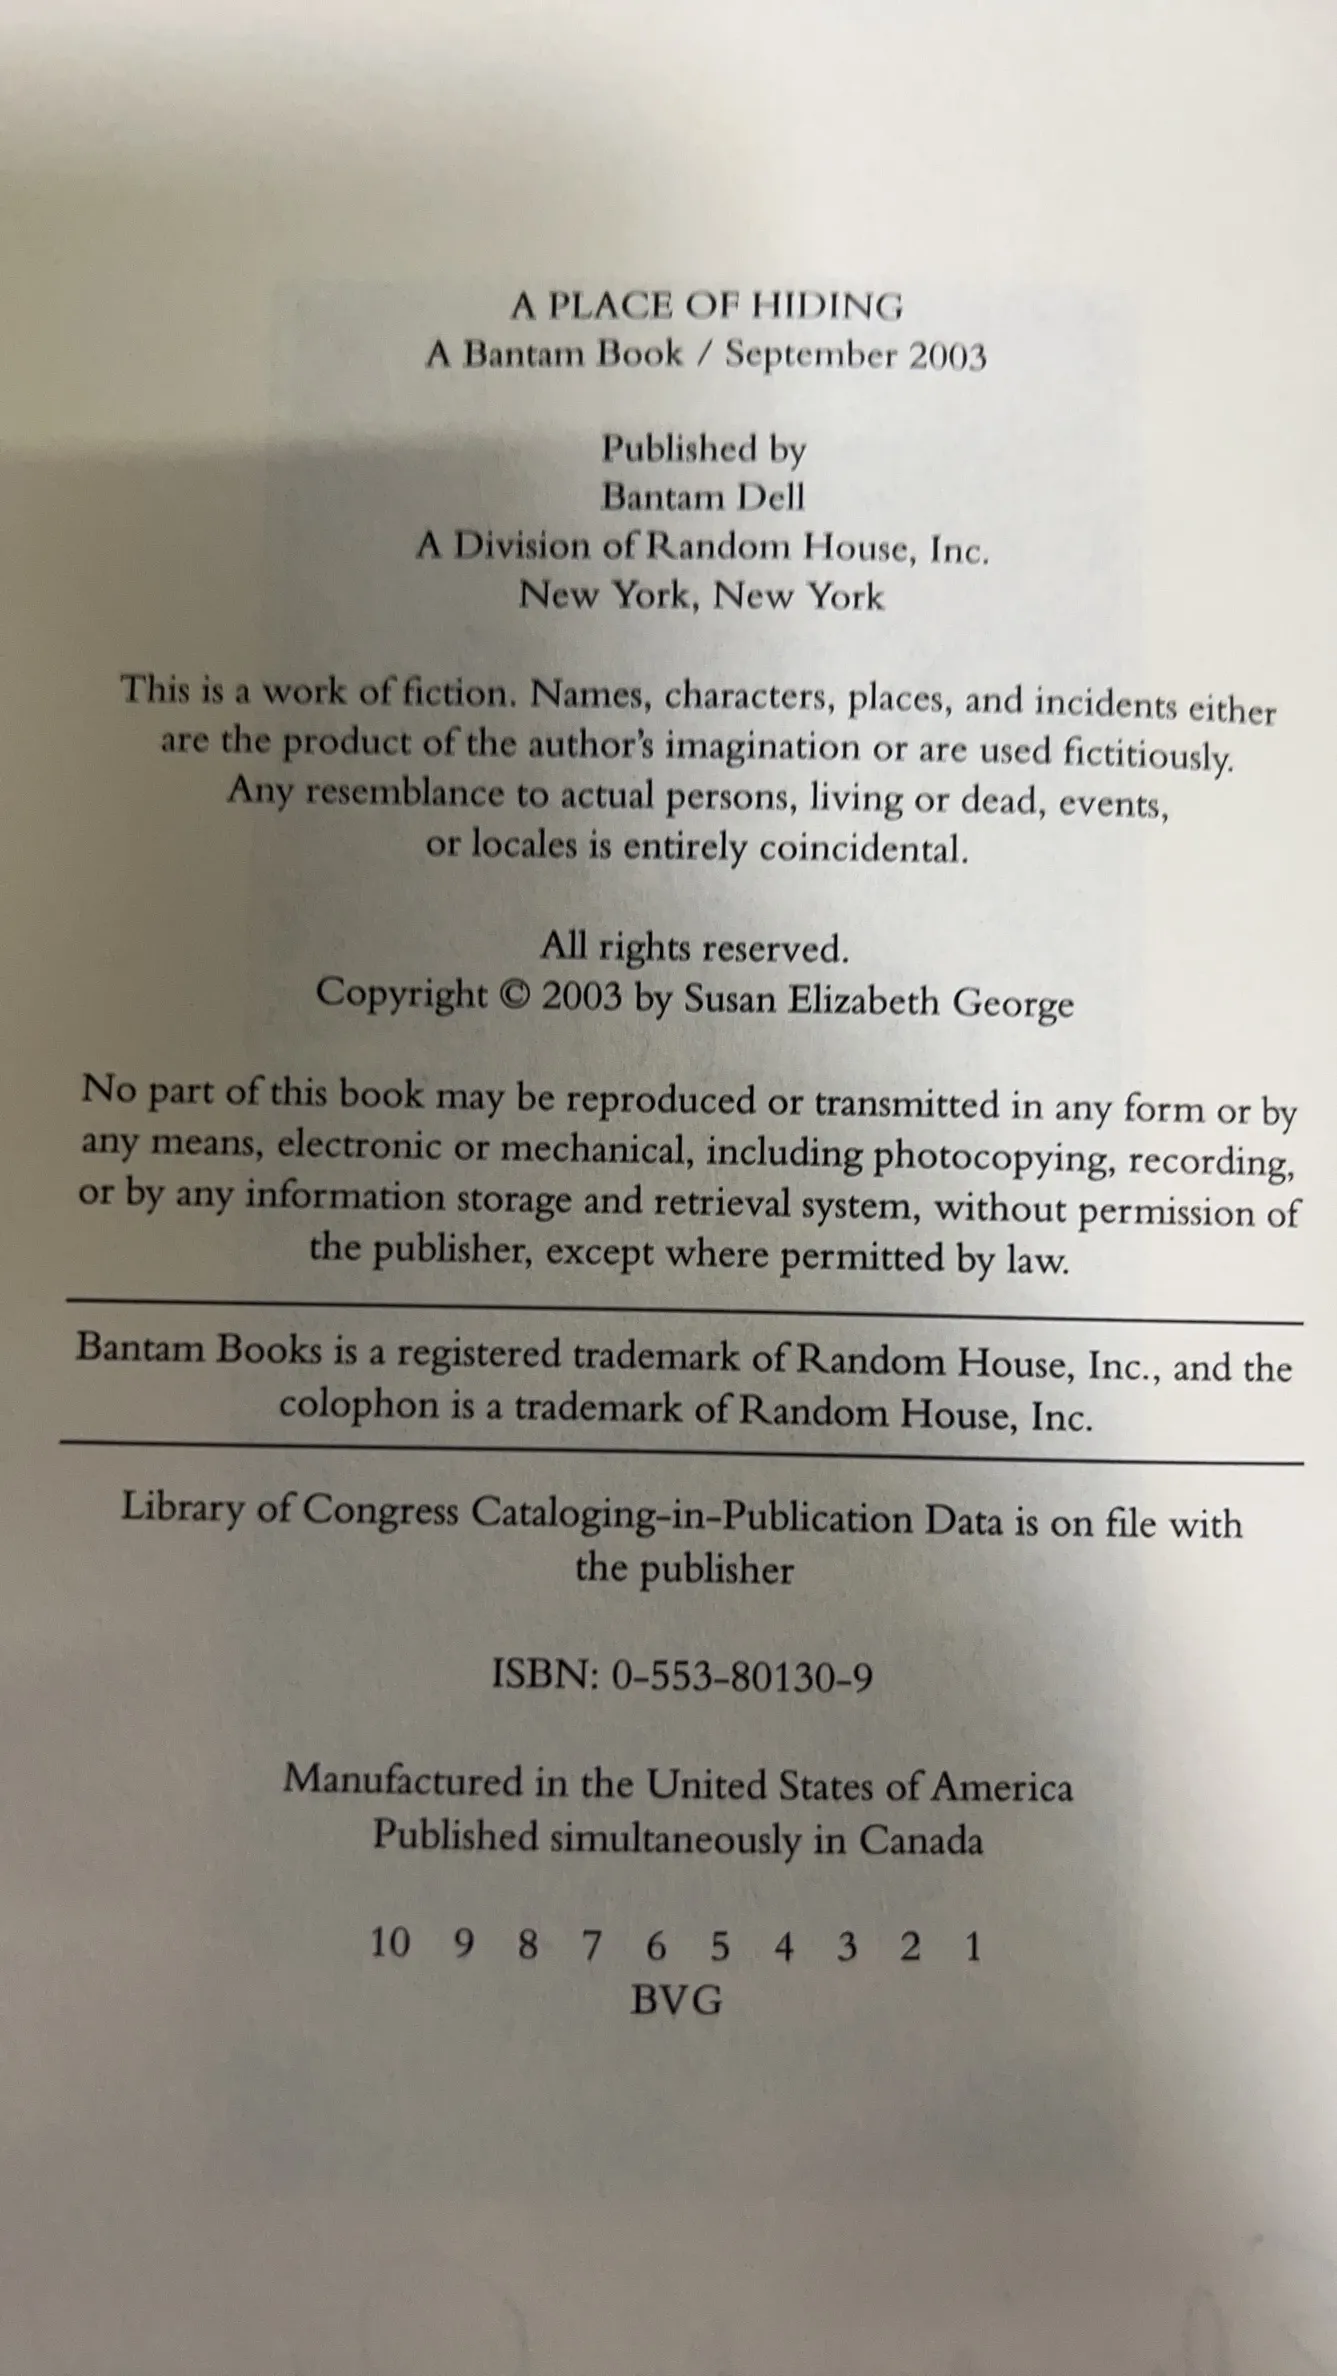 A PLACE OF HIDING
A Bantam Book / September 2003
Published by
Bantam Dell
A Division of Random House, Inc.
New York, New York
This is a work of fiction. Names, characters, places, and incidents either
are the product of the author's imagination or are used fictitiously.
Any resemblance to actual persons, living or dead, events,
or locales is entirely coincidental.
All rights reserved.
Copyright © 2003 by Susan Elizabeth George
No part of this book may be reproduced or transmitted in any form or by
any means, electronic or mechanical, including photocopying, recording,
or by any information storage and retrieval system, without permission of
the publisher, except where permitted by law.
Bantam Books is a registered trademark of Random House, Inc., and the
colophon is a trademark of Random House, Inc.
Library of Congress Cataloging-in-Publication Data is on file with
the publisher
ISBN: 0-553-80130-9
Manufactured in the United States of America
Published simultaneously in Canada
10 9 8 7 6 5 4 3 2 1
BVG